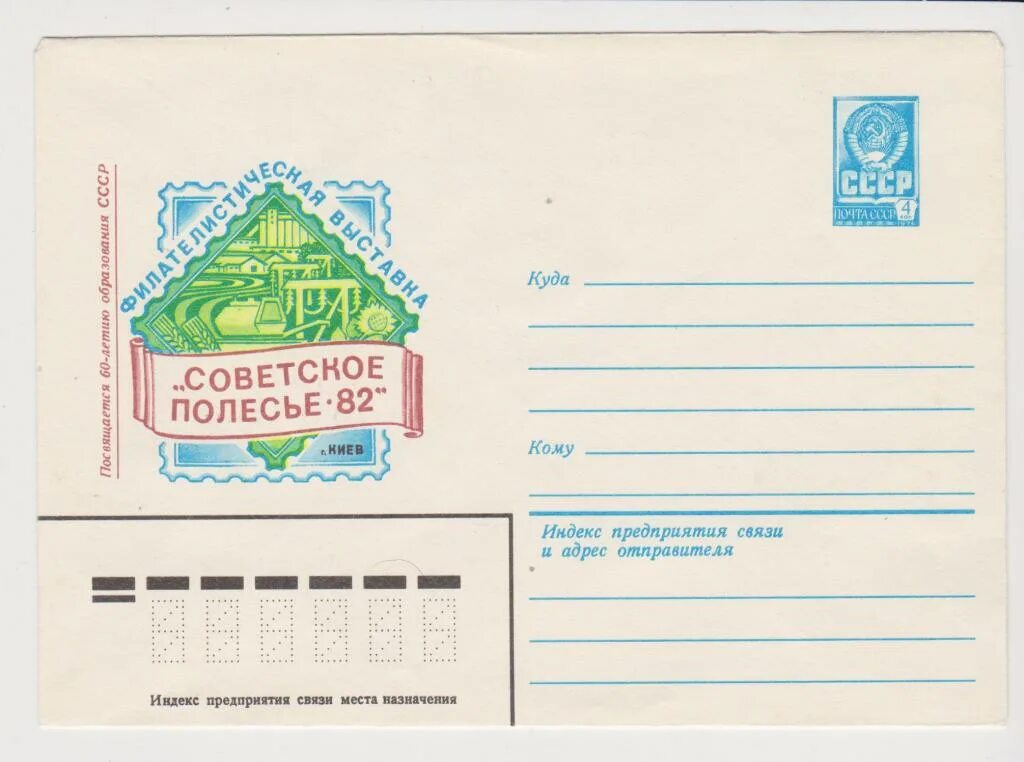 Посвящается 60-летию образования СССР
ФИЛАТЕЛИСТИЧЕСКАЯ ВЫСТАВКА
„СОВЕТСКОЕ
ПОЛЕСЬЕ·82"
г. КИЕВ
СССР
ПОЧТА СССР 4
Куда
Кому
Индекс предприятия связи
и адрес отправителя
Индекс предприятия связи места назначения